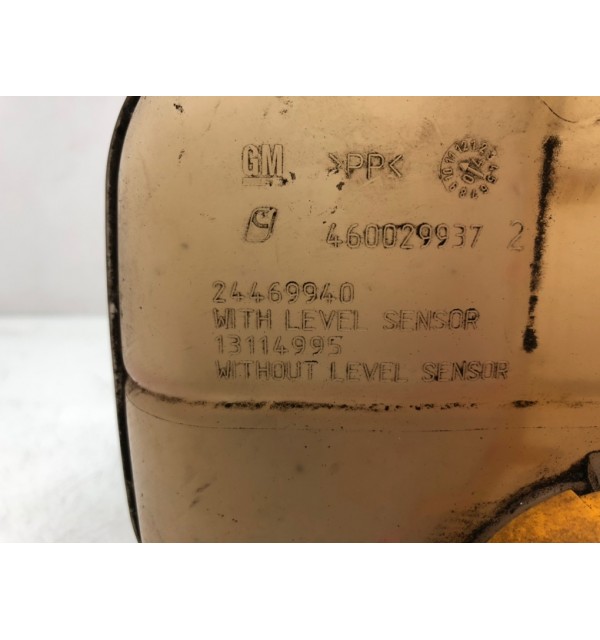 GM >PP<
460029937 2
24469940
WITH LEVEL SENSOR
13114995
WITHOUT LEVEL SENSOR